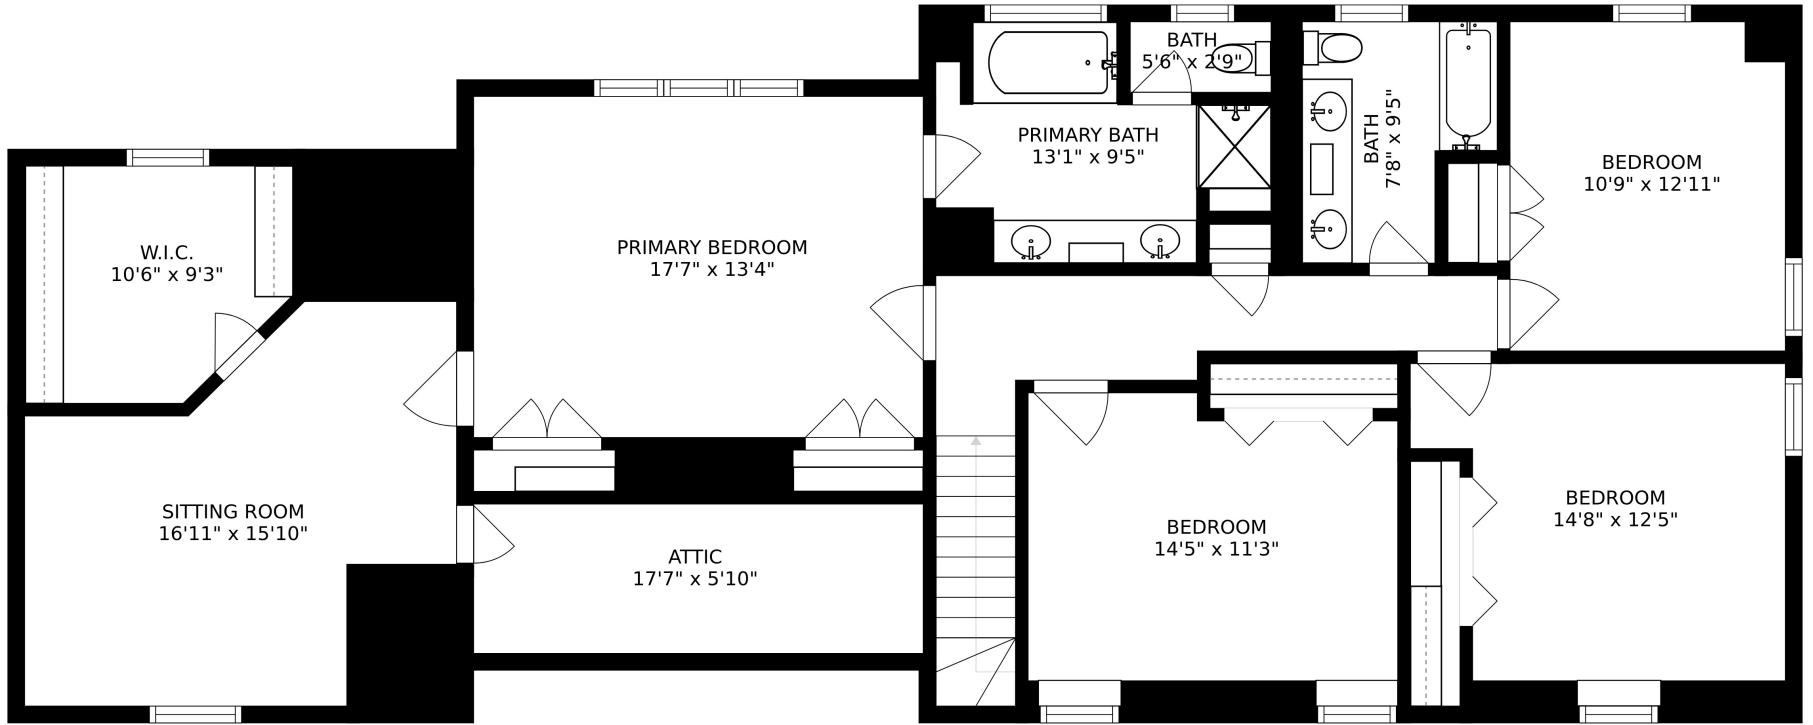 BATH
5'6" x 2'9"
PRIMARY BATH
13'1" x 9'5"
BATH
7'8" x 9'5"
BEDROOM
10'9" x 12'11"
W.I.C.
10'6" x 9'3"
PRIMARY BEDROOM
17'7" x 13'4"
SITTING ROOM
16'11" x 15'10"
ATTIC
17'7" x 5'10"
BEDROOM
14'5" x 11'3"
BEDROOM
14'8" x 12'5"